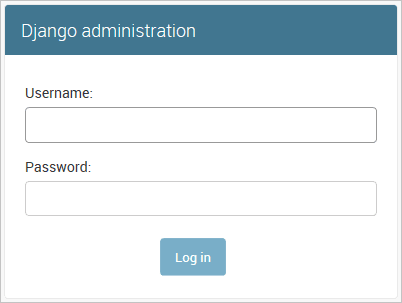 Django administration
Username:
Password:
Log in